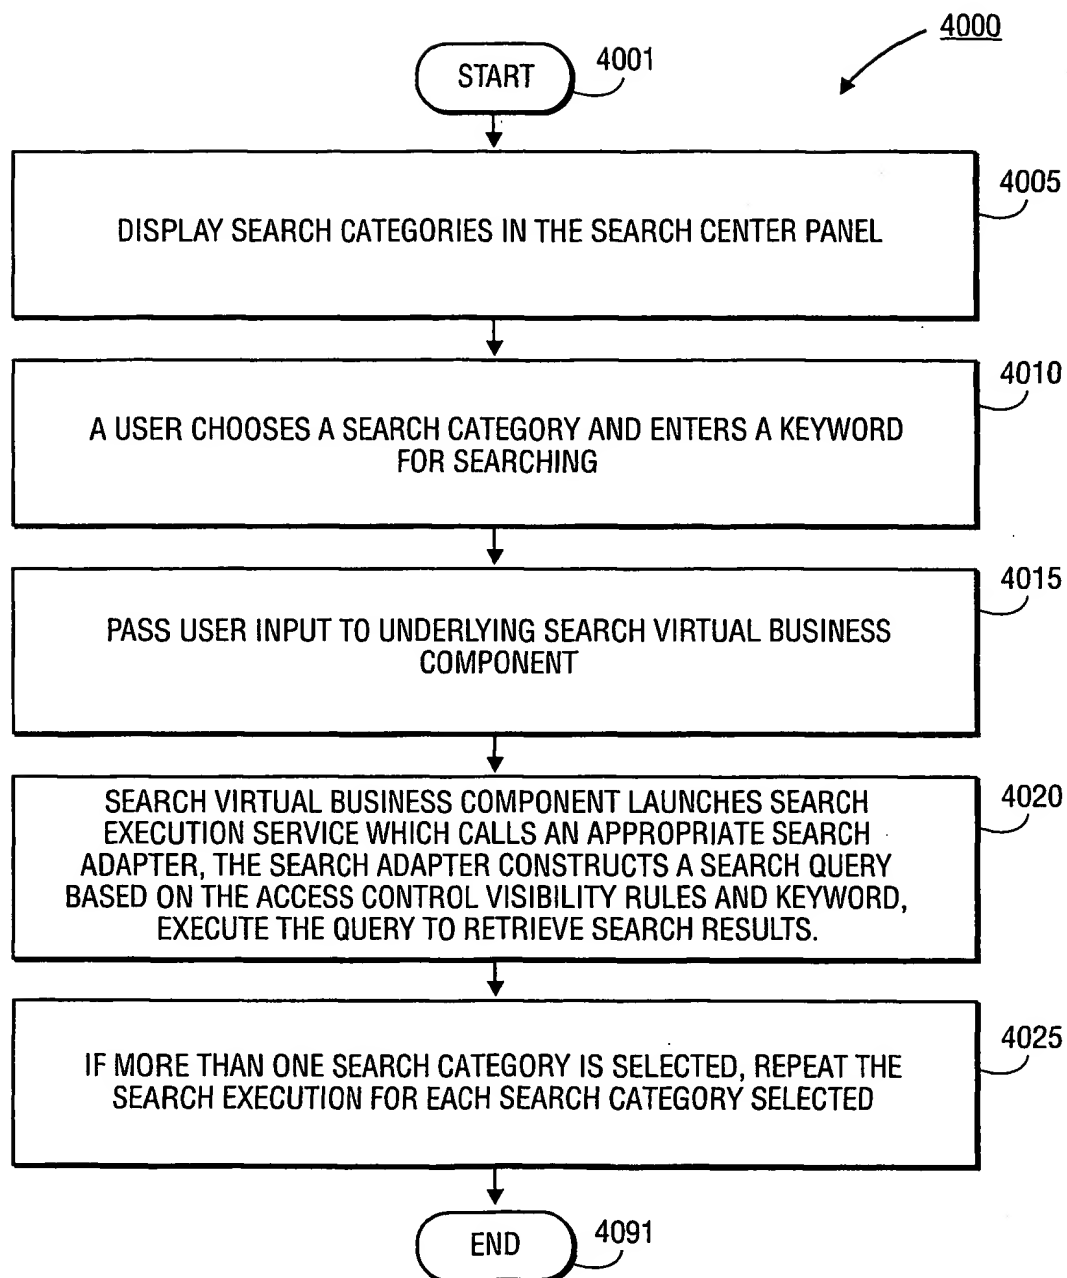 4000
START
4001
4005
DISPLAY SEARCH CATEGORIES IN THE SEARCH CENTER PANEL
4010
A USER CHOOSES A SEARCH CATEGORY AND ENTERS A KEYWORD
FOR SEARCHING
4015
PASS USER INPUT TO UNDERLYING SEARCH VIRTUAL BUSINESS
COMPONENT
4020
SEARCH VIRTUAL BUSINESS COMPONENT LAUNCHES SEARCH
EXECUTION SERVICE WHICH CALLS AN APPROPRIATE SEARCH
ADAPTER, THE SEARCH ADAPTER CONSTRUCTS A SEARCH QUERY
BASED ON THE ACCESS CONTROL VISIBILITY RULES AND KEYWORD,
EXECUTE THE QUERY TO RETRIEVE SEARCH RESULTS.
4025
IF MORE THAN ONE SEARCH CATEGORY IS SELECTED, REPEAT THE
SEARCH EXECUTION FOR EACH SEARCH CATEGORY SELECTED
END
4091